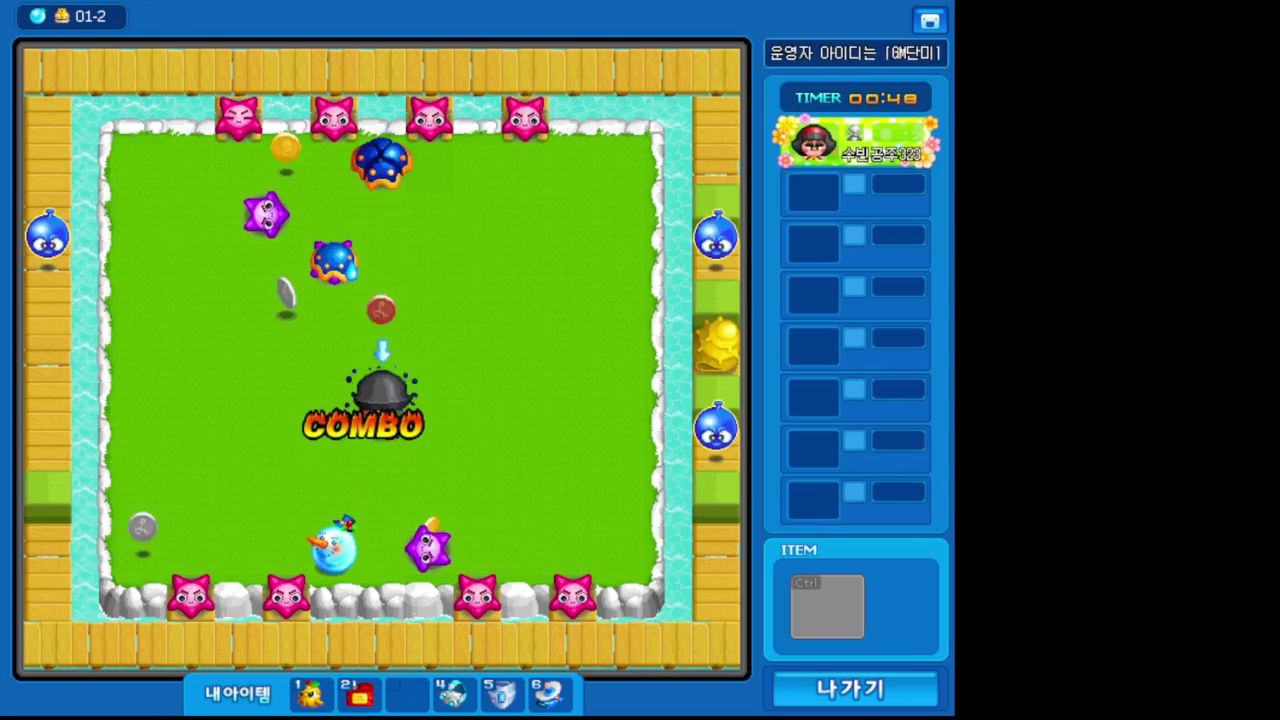 01-2
운영자 아이디는 [GM단미]
TIMER 00:48
수빈공주323
COMBO
ITEM
Ctrl
내아이템
1
2
4
5
6
나가기